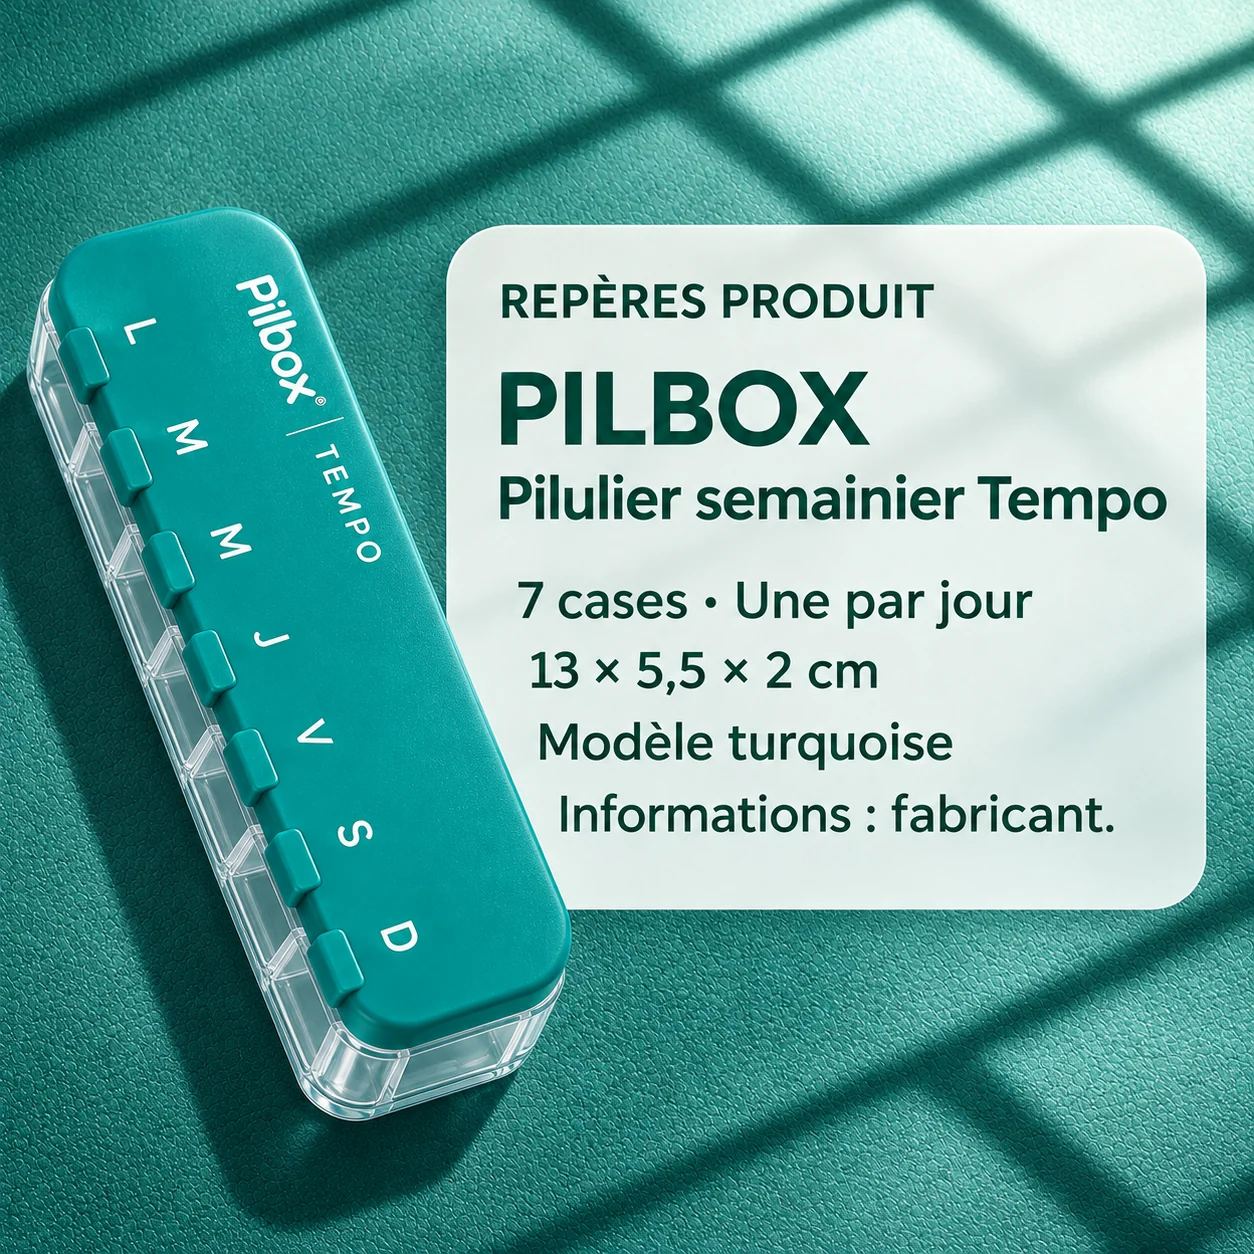 Pilbox® | TEMPO
L
M
M
J
V
S
D
REPÈRES PRODUIT
PILBOX
Pilulier semainier Tempo
7 cases • Une par jour
13 × 5,5 × 2 cm
Modèle turquoise
Informations : fabricant.